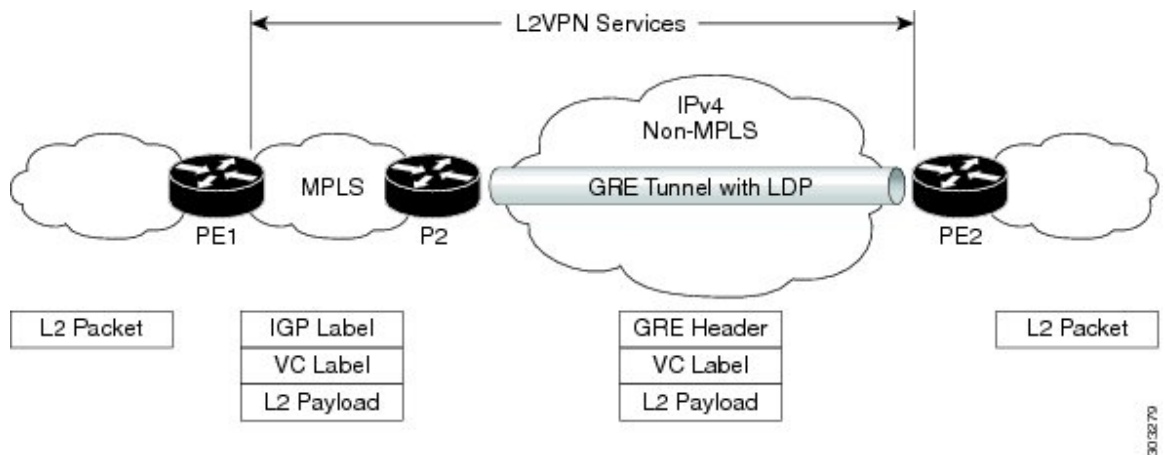 L2VPN Services
IPv4
Non-MPLS
MPLS
GRE Tunnel with LDP
PE1
P2
PE2
L2 Packet
IGP Label
VC Label
L2 Payload
GRE Header
VC Label
L2 Payload
L2 Packet
303279